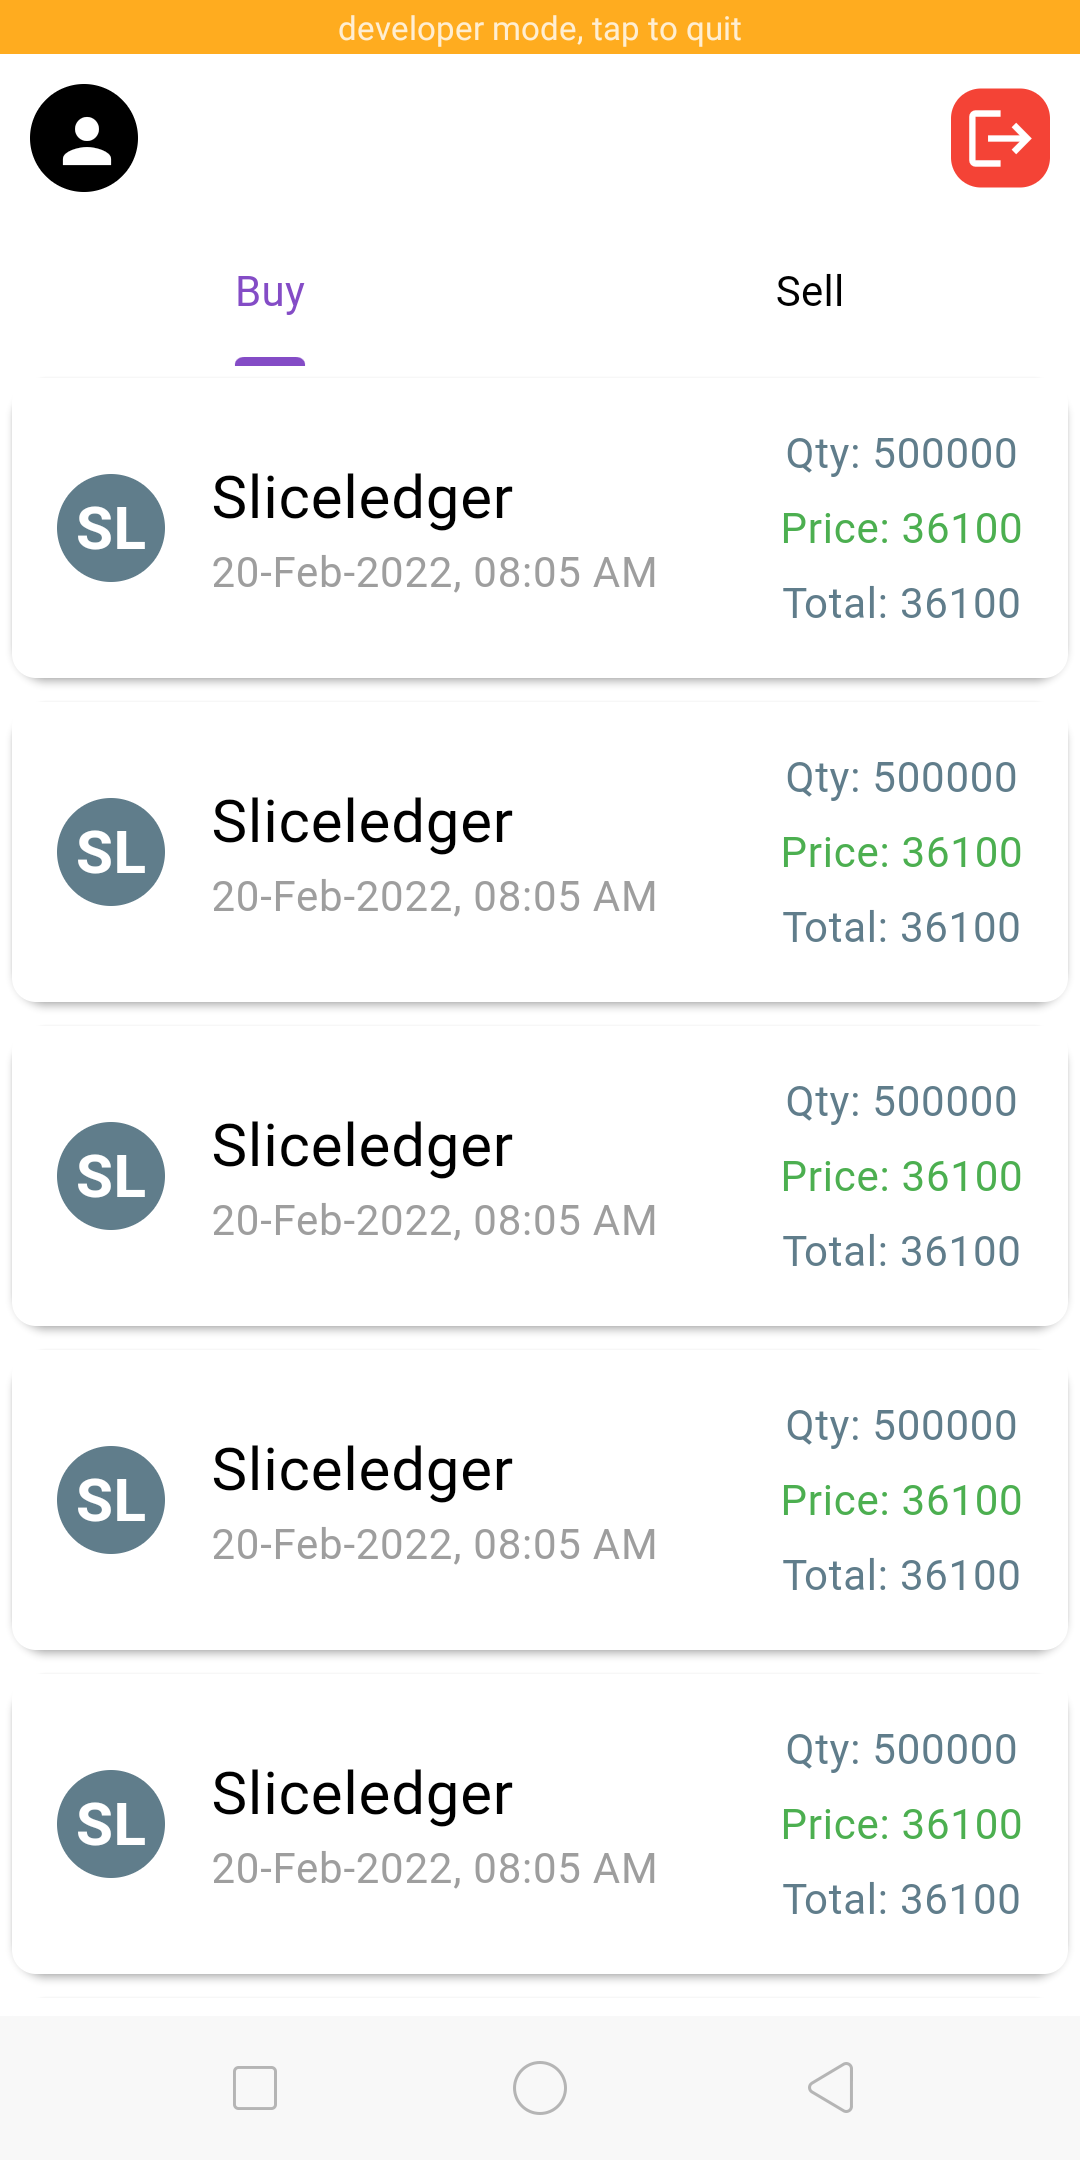 developer mode, tap to quit
Buy
Sell
SL
Sliceledger
20-Feb-2022, 08:05 AM
Qty: 500000
Price: 36100
Total: 36100
SL
Sliceledger
20-Feb-2022, 08:05 AM
Qty: 500000
Price: 36100
Total: 36100
SL
Sliceledger
20-Feb-2022, 08:05 AM
Qty: 500000
Price: 36100
Total: 36100
SL
Sliceledger
20-Feb-2022, 08:05 AM
Qty: 500000
Price: 36100
Total: 36100
SL
Sliceledger
20-Feb-2022, 08:05 AM
Qty: 500000
Price: 36100
Total: 36100